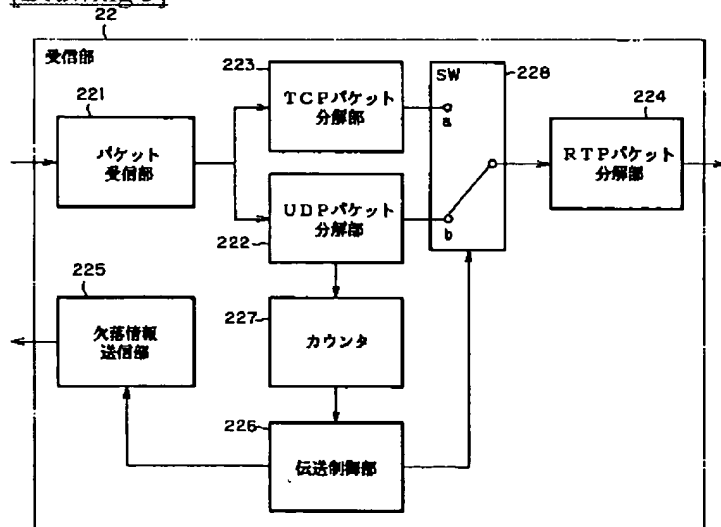 22
受信部
221
パケット
受信部
223
TCPパケット
分解部
SW
228
a
b
224
RTPパケット
分解部
UDPパケット
分解部
222
225
欠落情報
送信部
227
カウンタ
226
伝送制御部